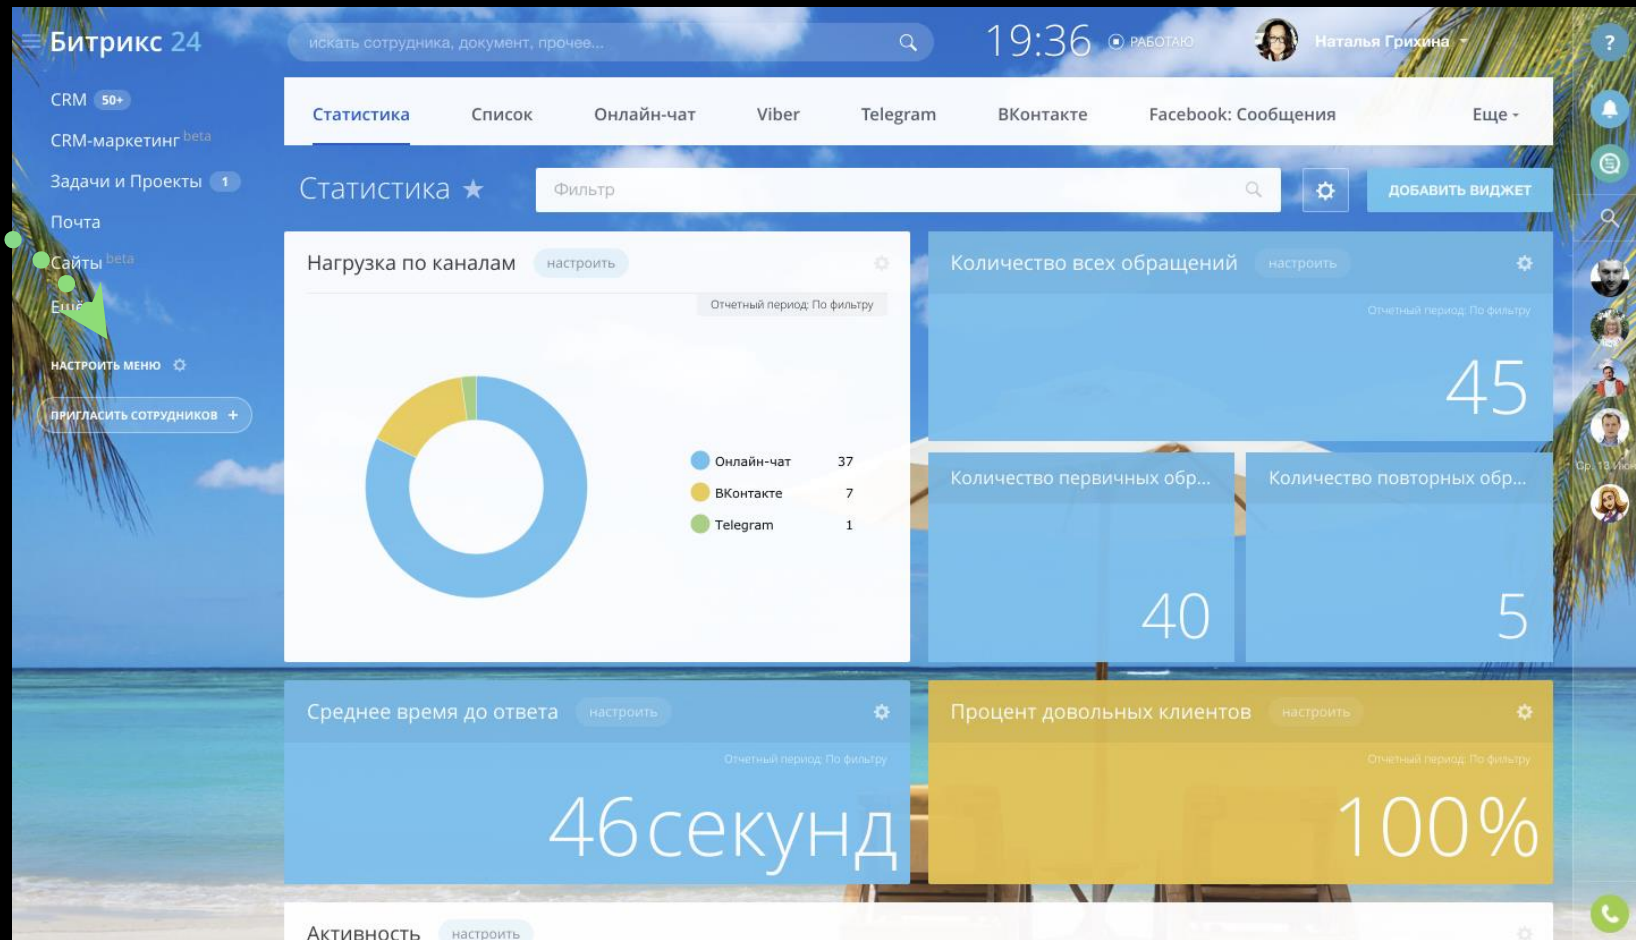 Битрикс 24
искать сотрудника, документ, прочее...
19:36 РАБОТАЮ
Наталья Грихина
?
CRM 50+
CRM-маркетинг beta
Задачи и Проекты 1
Почта
Сайты beta
Ещё
НАСТРОИТЬ МЕНЮ
ПРИГЛАСИТЬ СОТРУДНИКОВ +
Статистика Список Онлайн-чат Viber Telegram ВКонтакте Facebook: Сообщения Еще
Статистика
Фильтр
ДОБАВИТЬ ВИДЖЕТ
Нагрузка по каналам настроить
Отчетный период: По фильтру
Онлайн-чат 37
ВКонтакте 7
Telegram 1
Количество всех обращений настроить
Отчетный период: По фильтру
45
Количество первичных обр...
40
Количество повторных обр...
5
Среднее время до ответа настроить
Отчетный период: По фильтру
46секунд
Процент довольных клиентов настроить
Отчетный период: По фильтру
100%
Активность настроить
Ср, 13 Июн